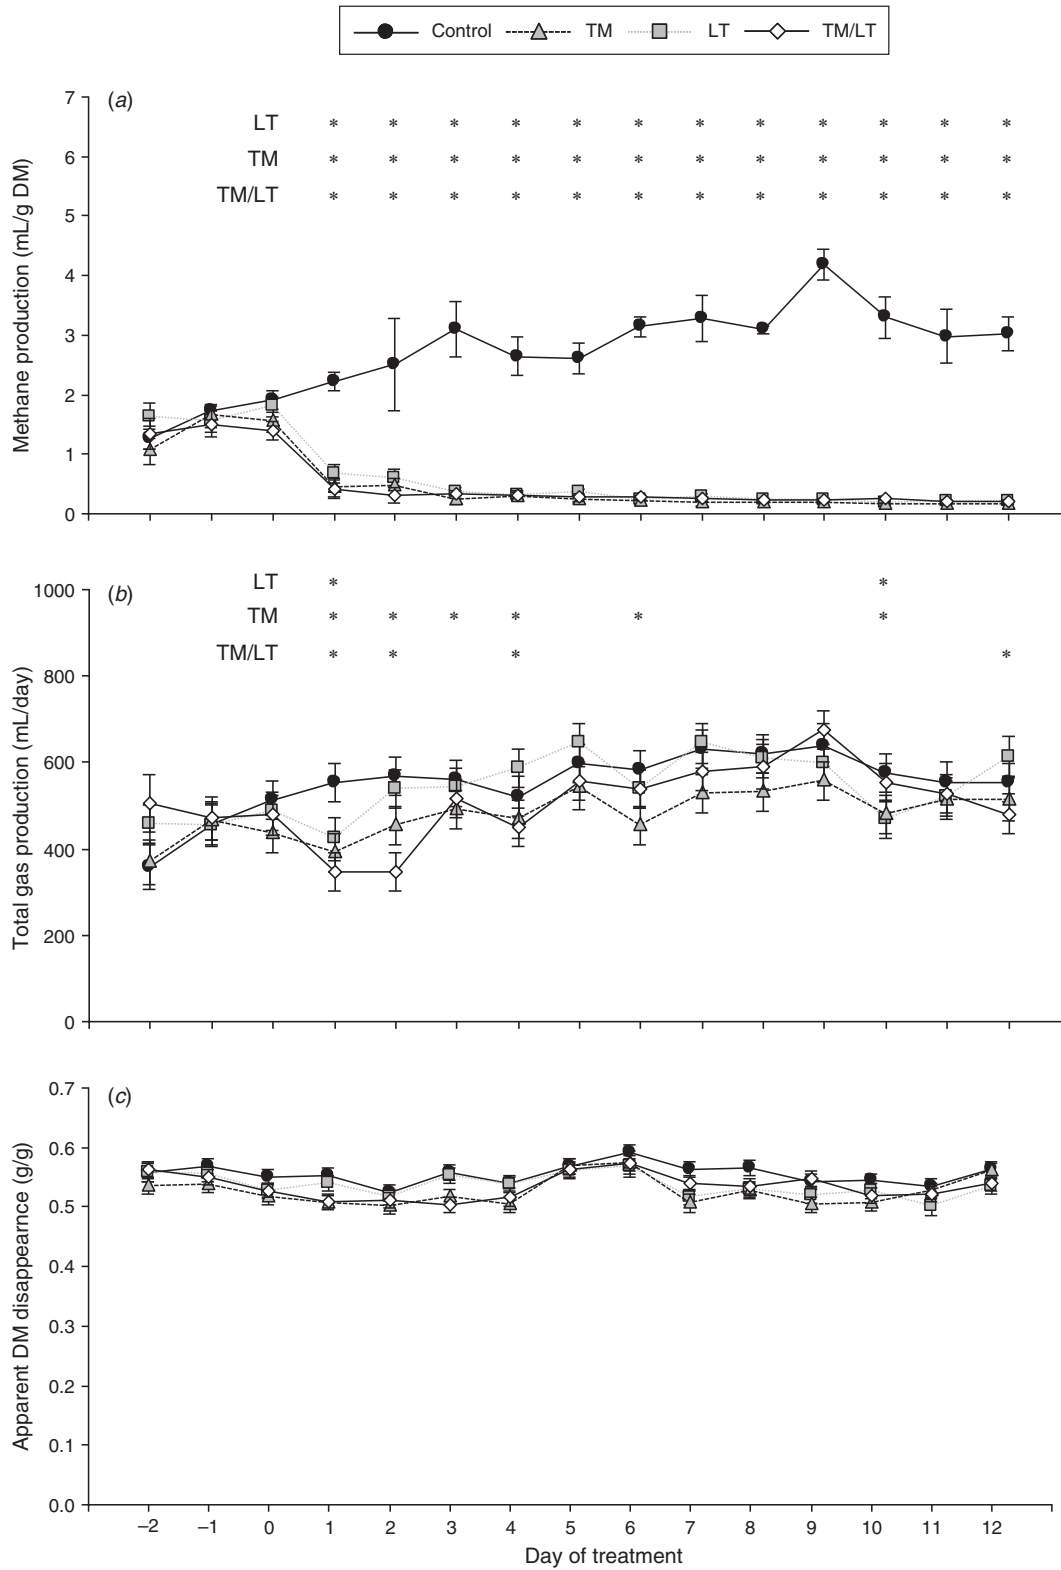 Control TM LT TM/LT
(a)
Methane production (mL/g DM)
7
6
5
4
3
2
1
0
LT * * * * * * * * * * * *
TM * * * * * * * * * * * *
TM/LT * * * * * * * * * * * *
(b)
Total gas production (mL/day)
1000
800
600
400
200
0
LT * *
TM * * * * * *
TM/LT * * * *
(c)
Apparent DM disappearnce (g/g)
0.7
0.6
0.5
0.4
0.3
0.2
0.1
0.0
–2 –1 0 1 2 3 4 5 6 7 8 9 10 11 12
Day of treatment